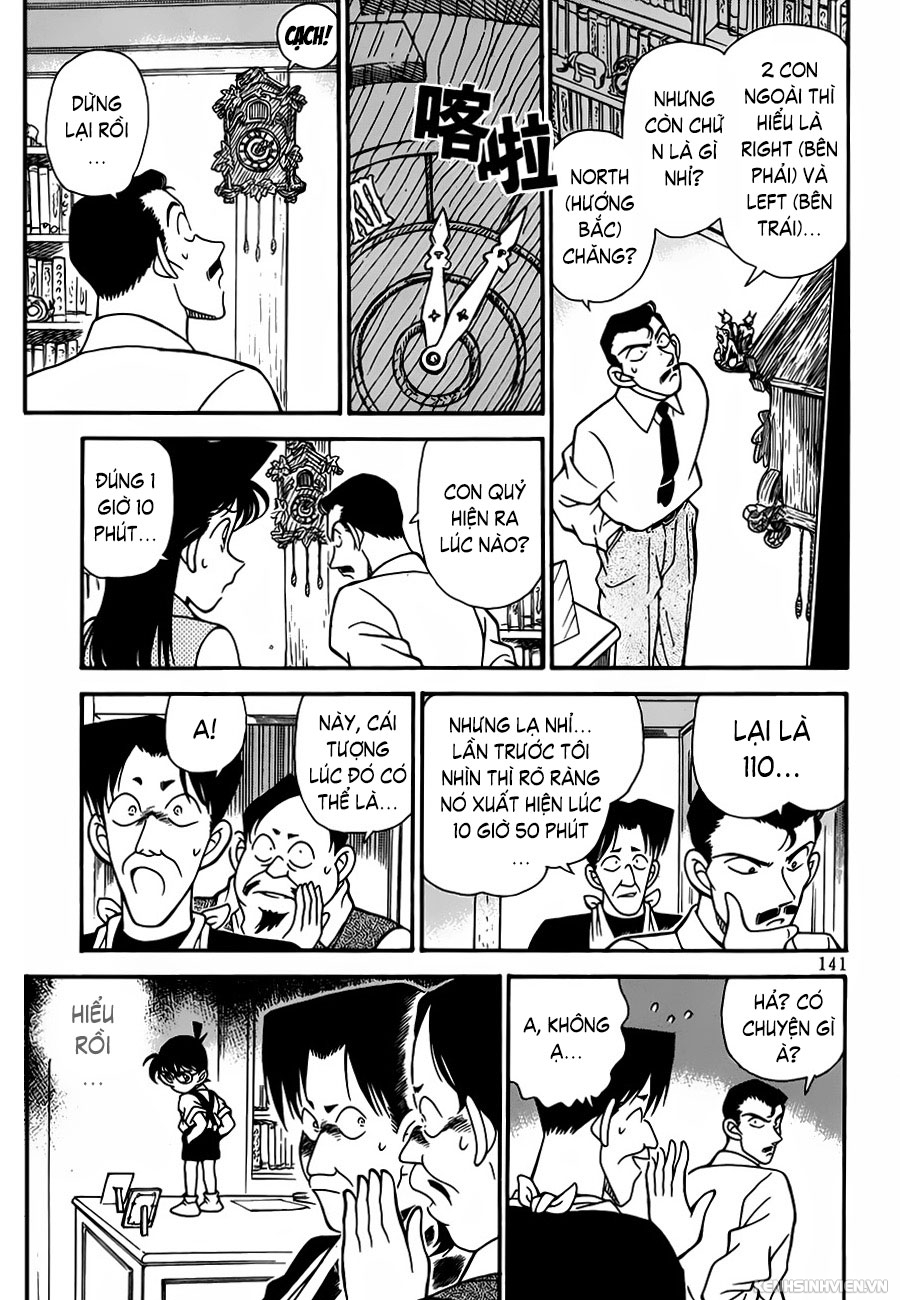 2 CON
NGOÀI THÌ
HIỂU LÀ
RIGHT (BÊN
PHẢI) VÀ
LEFT (BÊN
TRÁI)...
NHƯNG
CÒN CHỮ
N LÀ GÌ
NHỈ?
NORTH
(HƯỚNG
BẮC)
CHĂNG?
喀啦
XII
CẠCH!
DỪNG
LẠI RỒI
...
CON QUỶ
HIỆN RA
LÚC NÀO?
ĐÚNG 1
GIỜ 10
PHÚT...
LẠI LÀ
110...
NHƯNG LẠ NHỈ...
LẦN TRƯỚC TÔI
NHÌN THÌ RÕ RÀNG
NÓ XUẤT HIỆN LÚC
10 GIỜ 50 PHÚT
...
NÀY, CÁI
TƯỢNG
LÚC ĐÓ CÓ
THỂ LÀ...
A!
141
HẢ? CÓ
CHUYỆN GÌ
À?
A, KHÔNG
Ạ...
HIỂU
RỒI
...
KENHSINHVIEN.VN